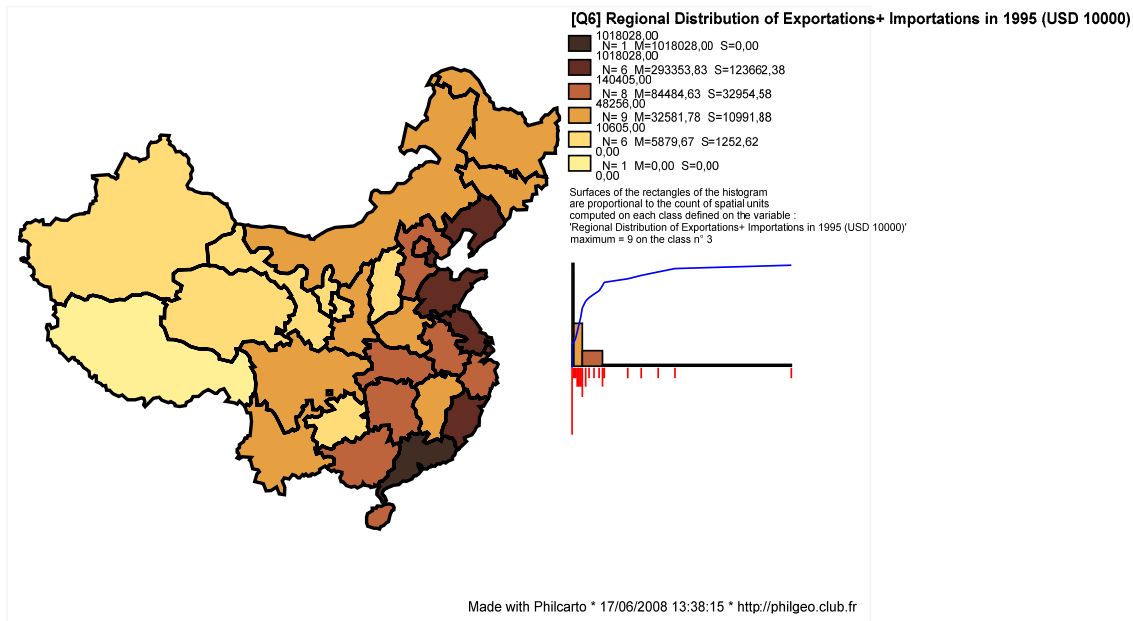 [Q6] Regional Distribution of Exportations+ Importations in 1995 (USD 10000)
1018028,00
N= 1 M=1018028,00 S=0,00
1018028,00
N= 6 M=293353,83 S=123662,38
140405,00
N= 8 M=84484,63 S=32954,58
48256,00
N= 9 M=32581,78 S=10991,88
10605,00
N= 6 M=5879,67 S=1252,62
0,00
N= 1 M=0,00 S=0,00
0,00
Surfaces of the rectangles of the histogram
are proportional to the count of spatial units
computed on each class defined on the variable :
'Regional Distribution of Exportations+ Importations in 1995 (USD 10000)'
maximum = 9 on the class n° 3
Made with Philcarto * 17/06/2008 13:38:15 * http://philgeo.club.fr